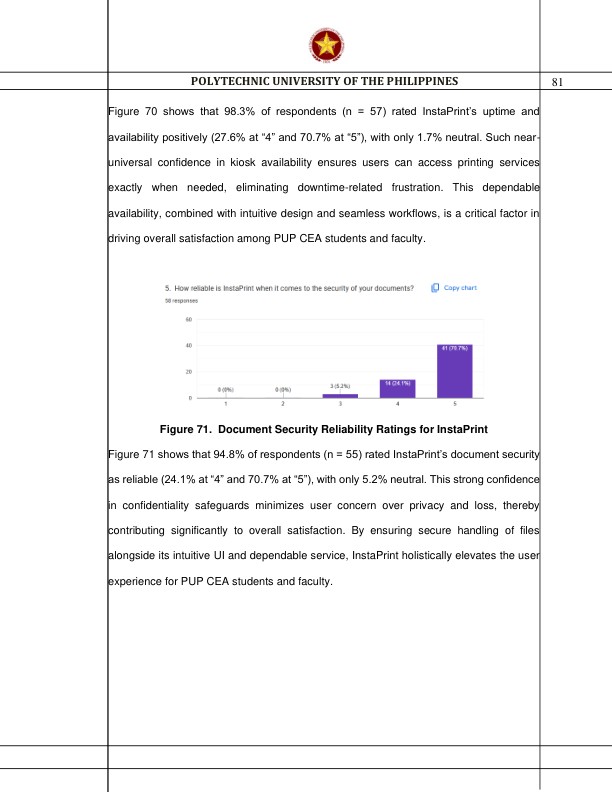 POLYTECHNIC UNIVERSITY OF THE PHILIPPINES
81
Figure 70 shows that 98.3% of respondents (n = 57) rated InstaPrint’s uptime and
availability positively (27.6% at “4” and 70.7% at “5”), with only 1.7% neutral. Such near-
universal confidence in kiosk availability ensures users can access printing services
exactly when needed, eliminating downtime-related frustration. This dependable
availability, combined with intuitive design and seamless workflows, is a critical factor in
driving overall satisfaction among PUP CEA students and faculty.
5. How reliable is InstaPrint when it comes to the security of your documents?
Copy chart
58 responses
60
40
20
0
0 (0%)
0 (0%)
3 (5.2%)
14 (24.1%)
41 (70.7%)
1
2
3
4
5
Figure 71. Document Security Reliability Ratings for InstaPrint
Figure 71 shows that 94.8% of respondents (n = 55) rated InstaPrint’s document security
as reliable (24.1% at “4” and 70.7% at “5”), with only 5.2% neutral. This strong confidence
in confidentiality safeguards minimizes user concern over privacy and loss, thereby
contributing significantly to overall satisfaction. By ensuring secure handling of files
alongside its intuitive UI and dependable service, InstaPrint holistically elevates the user
experience for PUP CEA students and faculty.